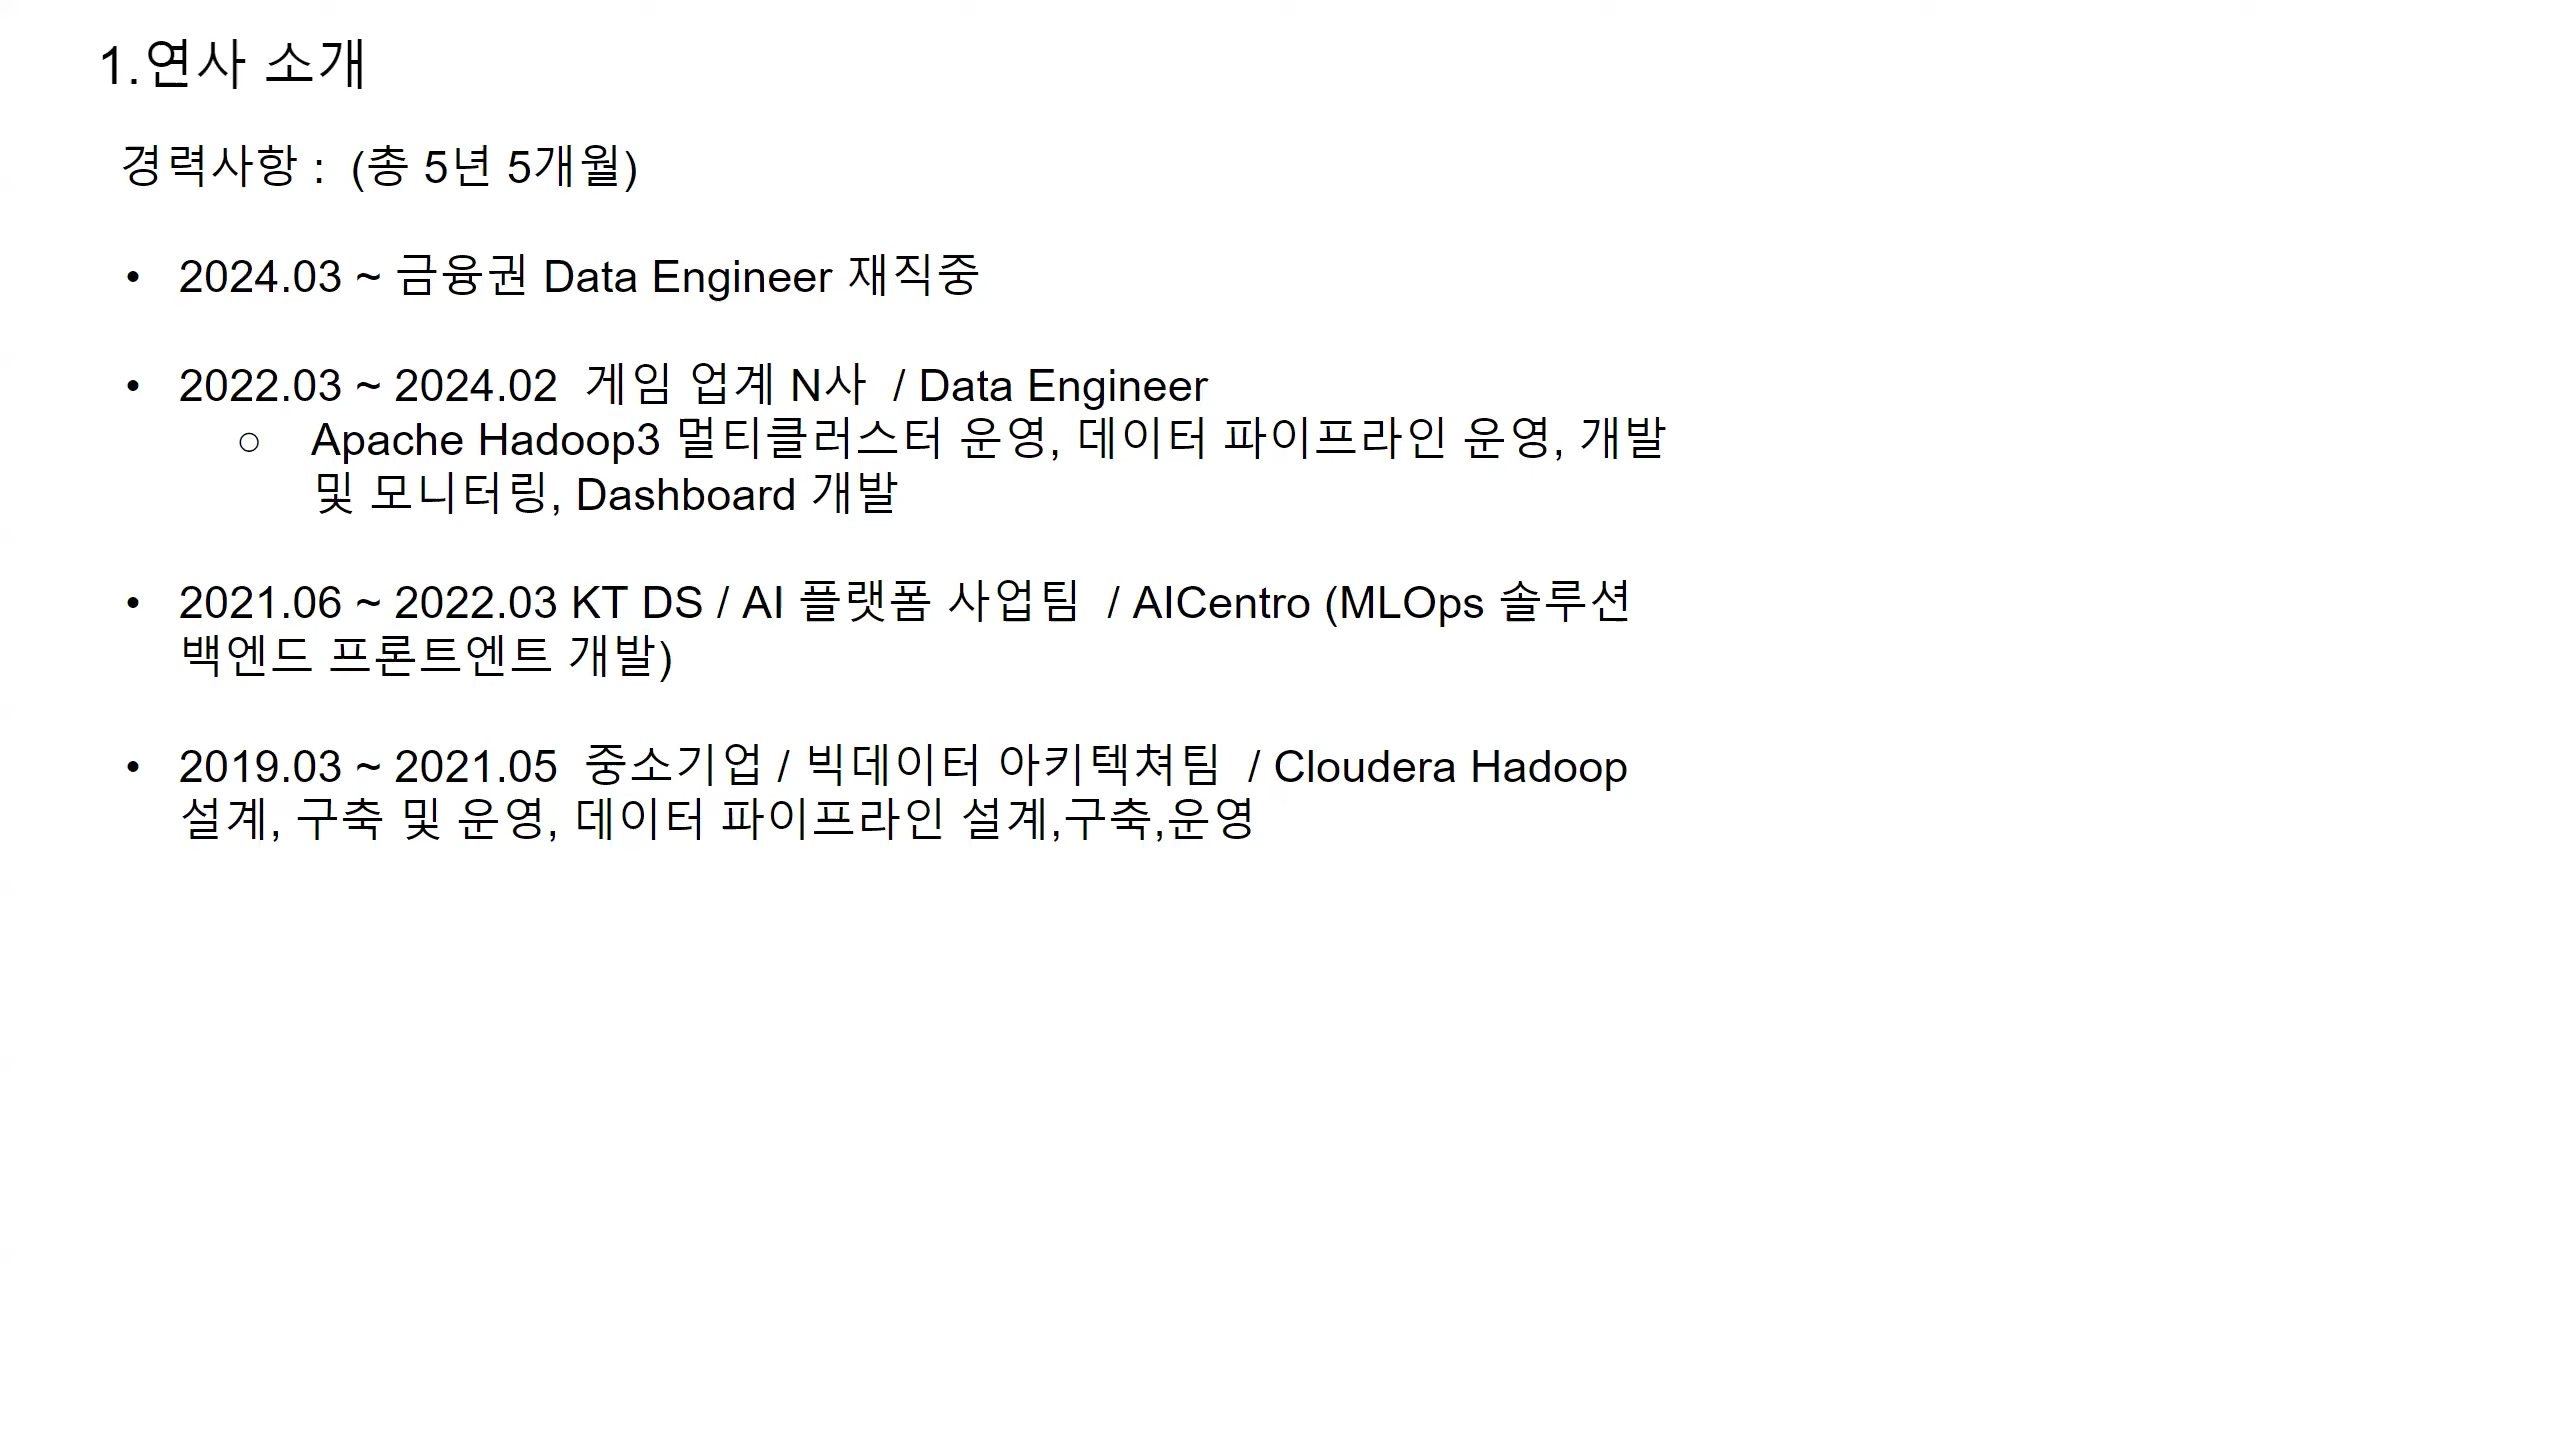 1.연사 소개
경력사항 : (총 5년 5개월)
• 2024.03 ~ 금융권 Data Engineer 재직중
• 2022.03 ~ 2024.02 게임 업계 N사 / Data Engineer
○ Apache Hadoop3 멀티클러스터 운영, 데이터 파이프라인 운영, 개발
및 모니터링, Dashboard 개발
• 2021.06 ~ 2022.03 KT DS / AI 플랫폼 사업팀 / AICentro (MLOps 솔루션
백엔드 프론트엔트 개발)
• 2019.03 ~ 2021.05 중소기업 / 빅데이터 아키텍쳐팀 / Cloudera Hadoop
설계, 구축 및 운영, 데이터 파이프라인 설계,구축,운영